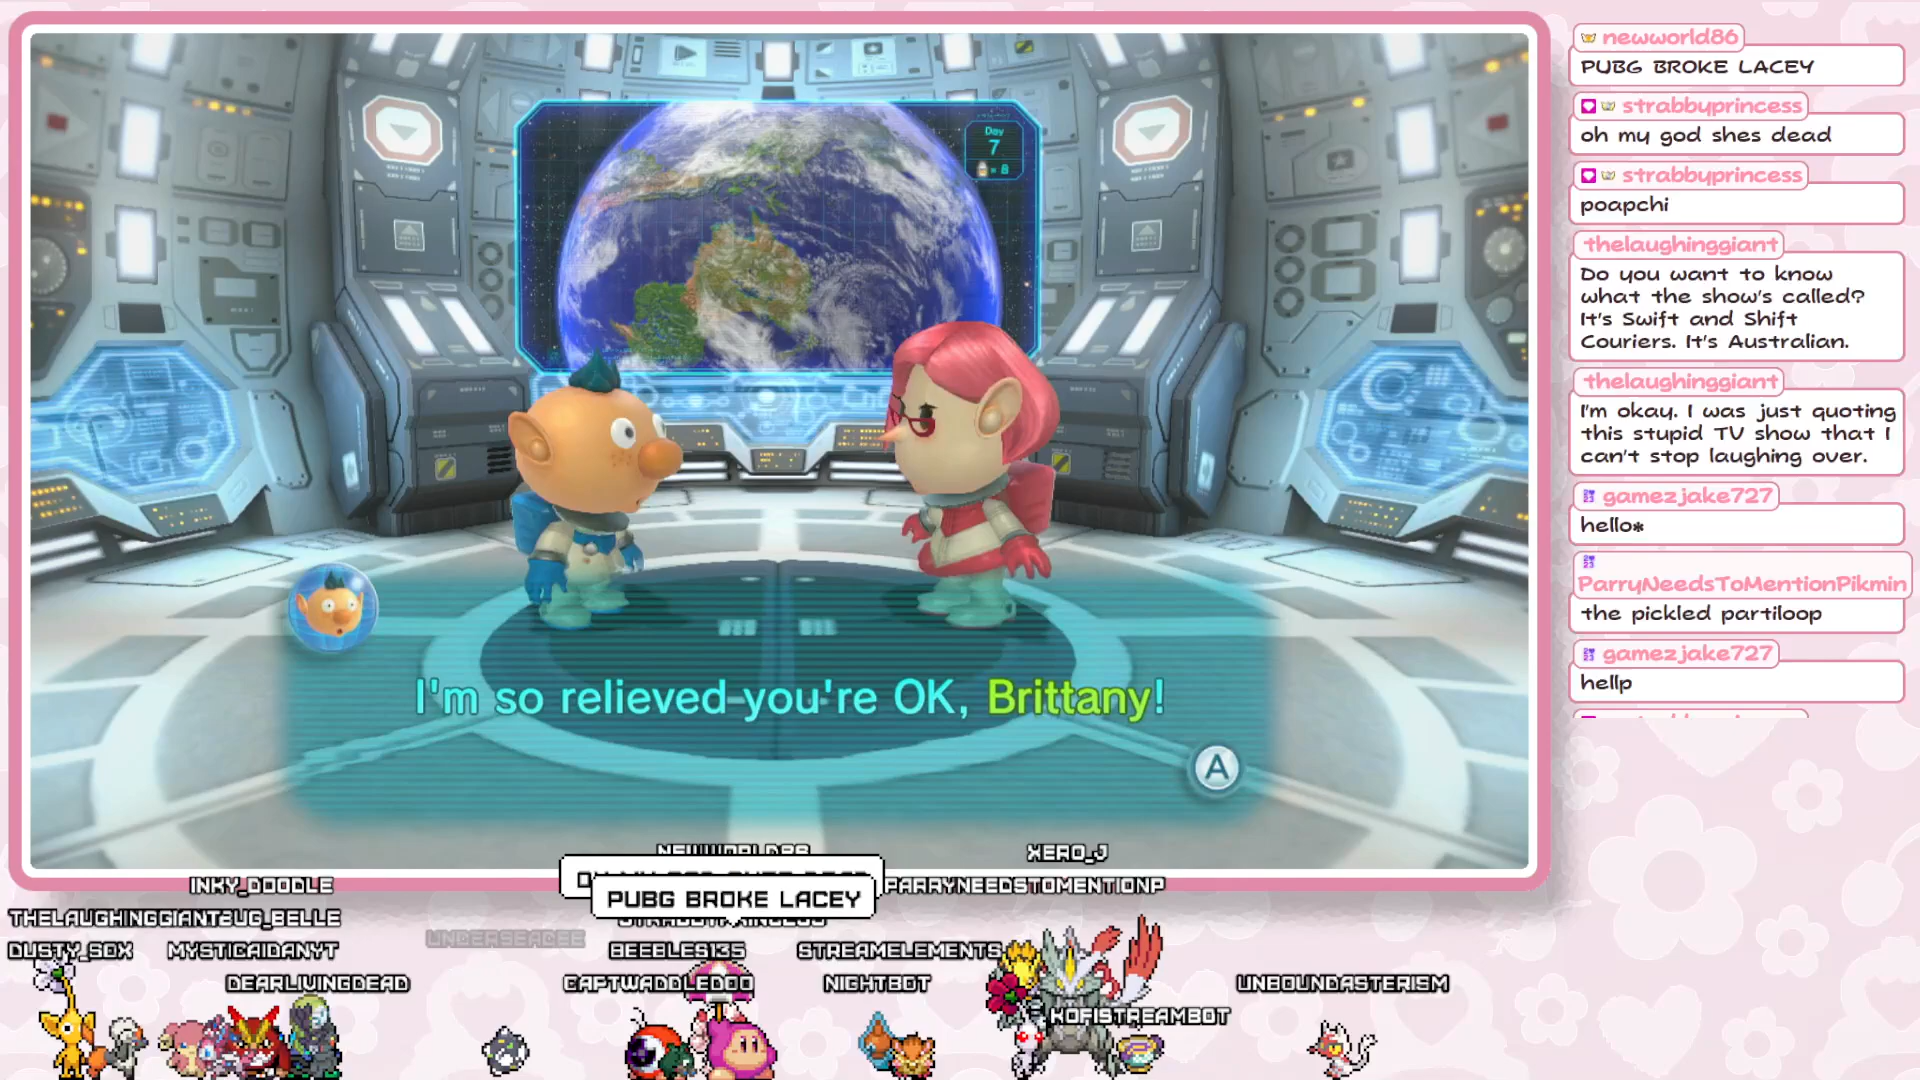 Day
7
× 8
I'm so relieved you're OK, Brittany!
A
newworld86
PUBG BROKE LACEY
strabbyprincess
oh my god shes dead
strabbyprincess
poapchi
thelaughinggiant
Do you want to know
what the show's called?
It's Swift and Shift
Couriers. It's Australian.
thelaughinggiant
I'm okay. I was just quoting
this stupid TV show that I
can't stop laughing over.
gamezjake727
hello*
ParryNeedsToMentionPikmin
the pickled partiloop
gamezjake727
hellp
NEWWORLD86
XERO_J
INKY_DOODLE
PARRYNEEDSTOMENTIONP
PUBG BROKE LACEY
STRABBYPRINCESS
UNDERSEADEE
DUSTY_SOX
MYSTICAIDANYT
BEEBLES135
STREAMELEMENTS
DEARLIVINGDEAD
CAPTWADDLEDOO
NIGHTBOT
UNBOUNDASTERISM
KOFISTREAMBOT